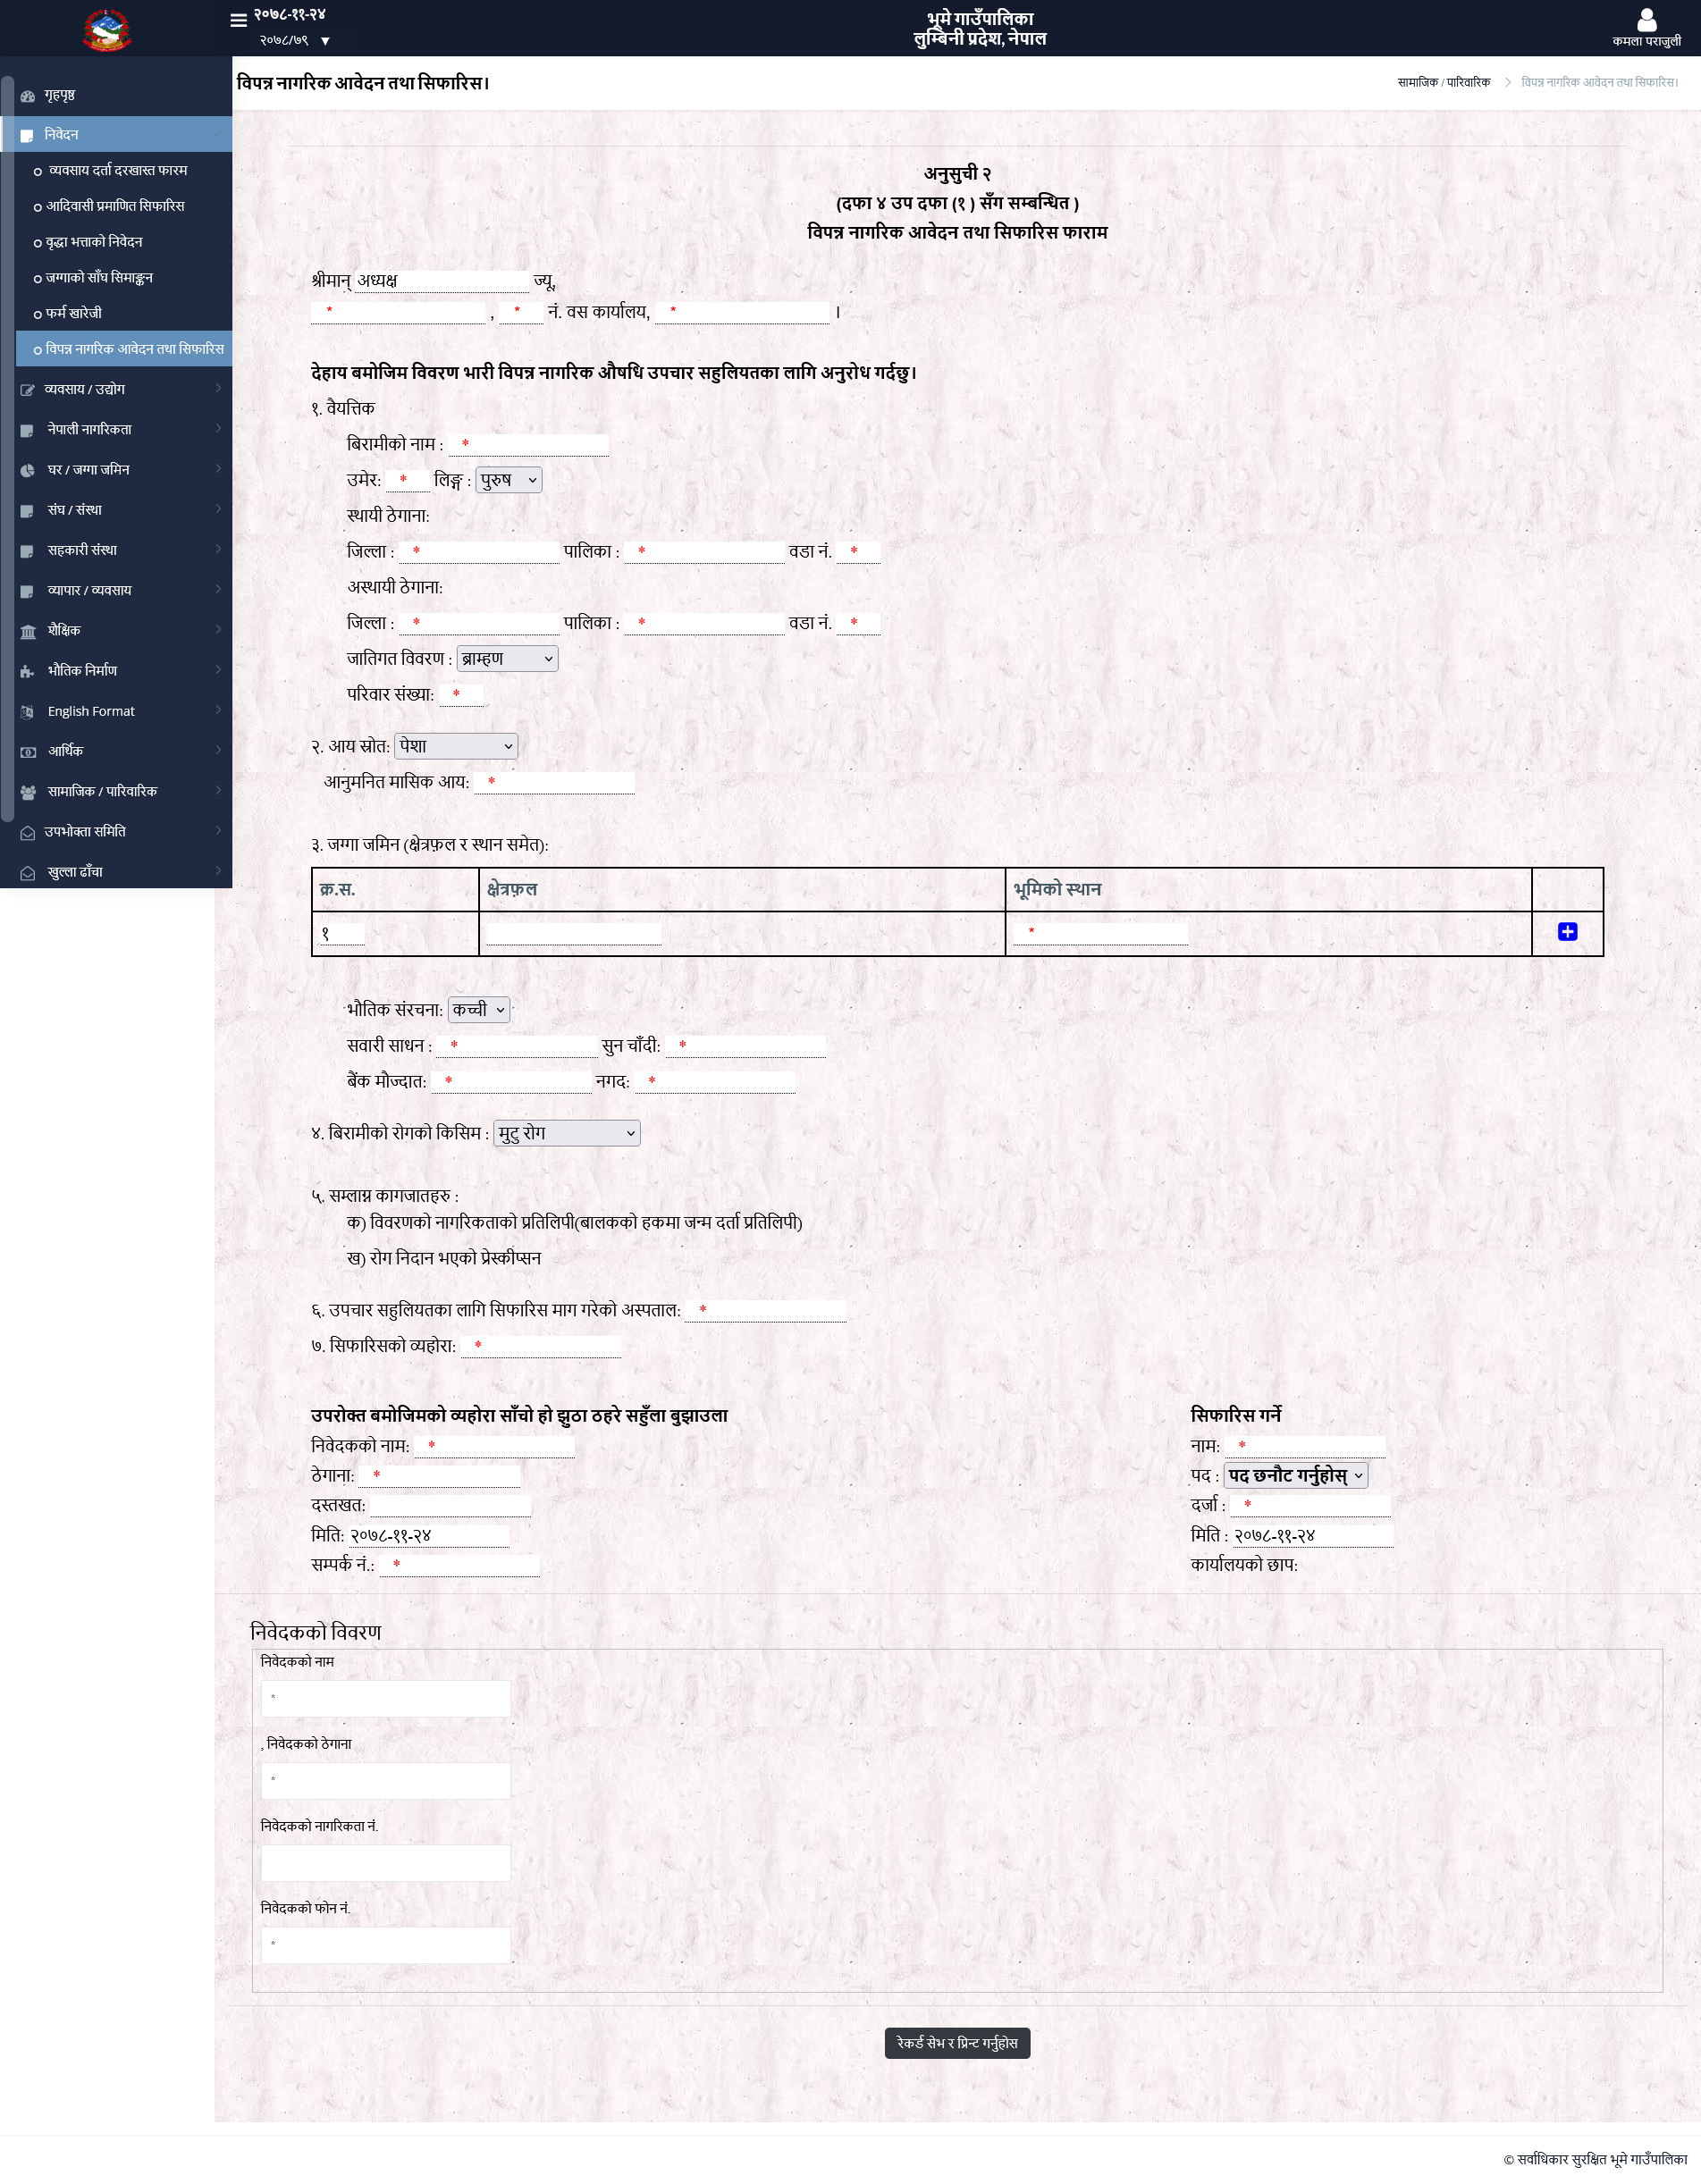 २०७८-११-२४
२०७८/७९ ▼
भूमे गाउँपालिका
लुम्बिनी प्रदेश, नेपाल
कमला पराजुली
विपन्न नागरिक आवेदन तथा सिफारिस।
सामाजिक / पारिवारिक > विपन्न नागरिक आवेदन तथा सिफारिस।
गृहपृष्ठ
निवेदन
व्यवसाय दर्ता दरखास्त फारम
आदिवासी प्रमाणित सिफारिस
वृद्धा भत्ताको निवेदन
जग्गाको साँघ सिमाङ्कन
फर्म खारेजी
विपन्न नागरिक आवेदन तथा सिफारिस
व्यवसाय / उद्योग
नेपाली नागरिकता
घर / जग्गा जमिन
संघ / संस्था
सहकारी संस्था
व्यापार / व्यवसाय
शैक्षिक
भौतिक निर्माण
English Format
आर्थिक
सामाजिक / पारिवारिक
उपभोक्ता समिति
खुल्ला ढाँचा
अनुसुची २
(दफा ४ उप दफा (१ ) सँग सम्बन्धित )
विपन्न नागरिक आवेदन तथा सिफारिस फाराम
श्रीमान् अध्यक्ष ज्यू,
* , * नं. वस कार्यालय, * ।
देहाय बमोजिम विवरण भारी विपन्न नागरिक औषधि उपचार सहुलियतका लागि अनुरोध गर्दछु।
१. वैयत्तिक
बिरामीको नाम : *
उमेर: * लिङ्ग : पुरुष
स्थायी ठेगाना:
जिल्ला : * पालिका : * वडा नं. *
अस्थायी ठेगाना:
जिल्ला : * पालिका : * वडा नं. *
जातिगत विवरण : ब्राम्हण
परिवार संख्या: *
२. आय स्रोत: पेशा
आनुमनित मासिक आय: *
३. जग्गा जमिन (क्षेत्रफ़ल र स्थान समेत):
क्र.स. क्षेत्रफ़ल भूमिको स्थान
१ *
भौतिक संरचना: कच्ची
सवारी साधन : * सुन चाँदी: *
बैंक मौज्दात: * नगद: *
४. बिरामीको रोगको किसिम : मुटु रोग
५. सम्लाग्न कागजातहरु :
क) विवरणको नागरिकताको प्रतिलिपी(बालकको हकमा जन्म दर्ता प्रतिलिपी)
ख) रोग निदान भएको प्रेस्कीप्सन
६. उपचार सहुलियतका लागि सिफारिस माग गरेको अस्पताल: *
७. सिफारिसको व्यहोरा: *
उपरोक्त बमोजिमको व्यहोरा साँचो हो झुठा ठहरे सहुँला बुझाउला
निवेदकको नाम: *
ठेगाना: *
दस्तखत:
मिति: २०७८-११-२४
सम्पर्क नं.: *
सिफारिस गर्ने
नाम: *
पद : पद छनौट गर्नुहोस्
दर्जा : *
मिति : २०७८-११-२४
कार्यालयको छाप:
निवेदकको विवरण
निवेदकको नाम
*
, निवेदकको ठेगाना
*
निवेदकको नागरिकता नं.
निवेदकको फोन नं.
*
रेकर्ड सेभ र प्रिन्ट गर्नुहोस
© सर्वाधिकार सुरक्षित भूमे गाउँपालिका